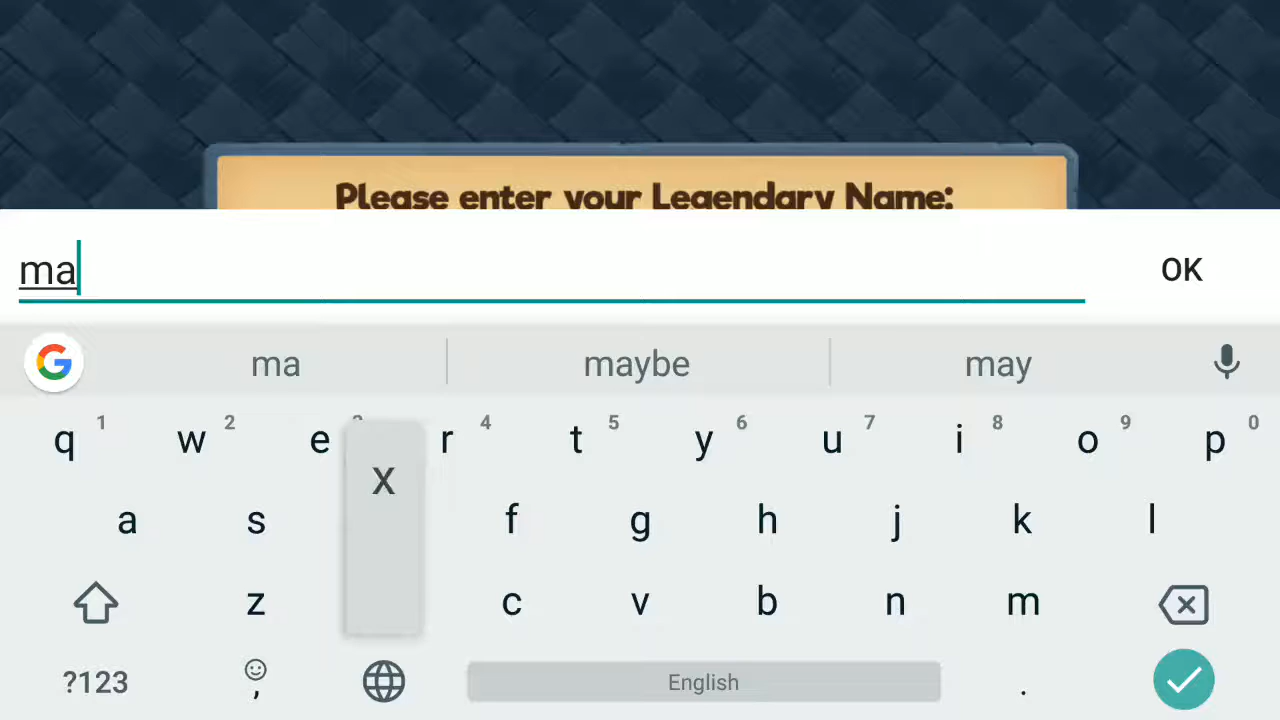 Please enter your Legendary Name:
ma
OK
ma maybe may
1 2 3 4 5 6 7 8 9 0
q w e r t y u i o p
x
a s f g h j k l
z c v b n m
?123 , English .